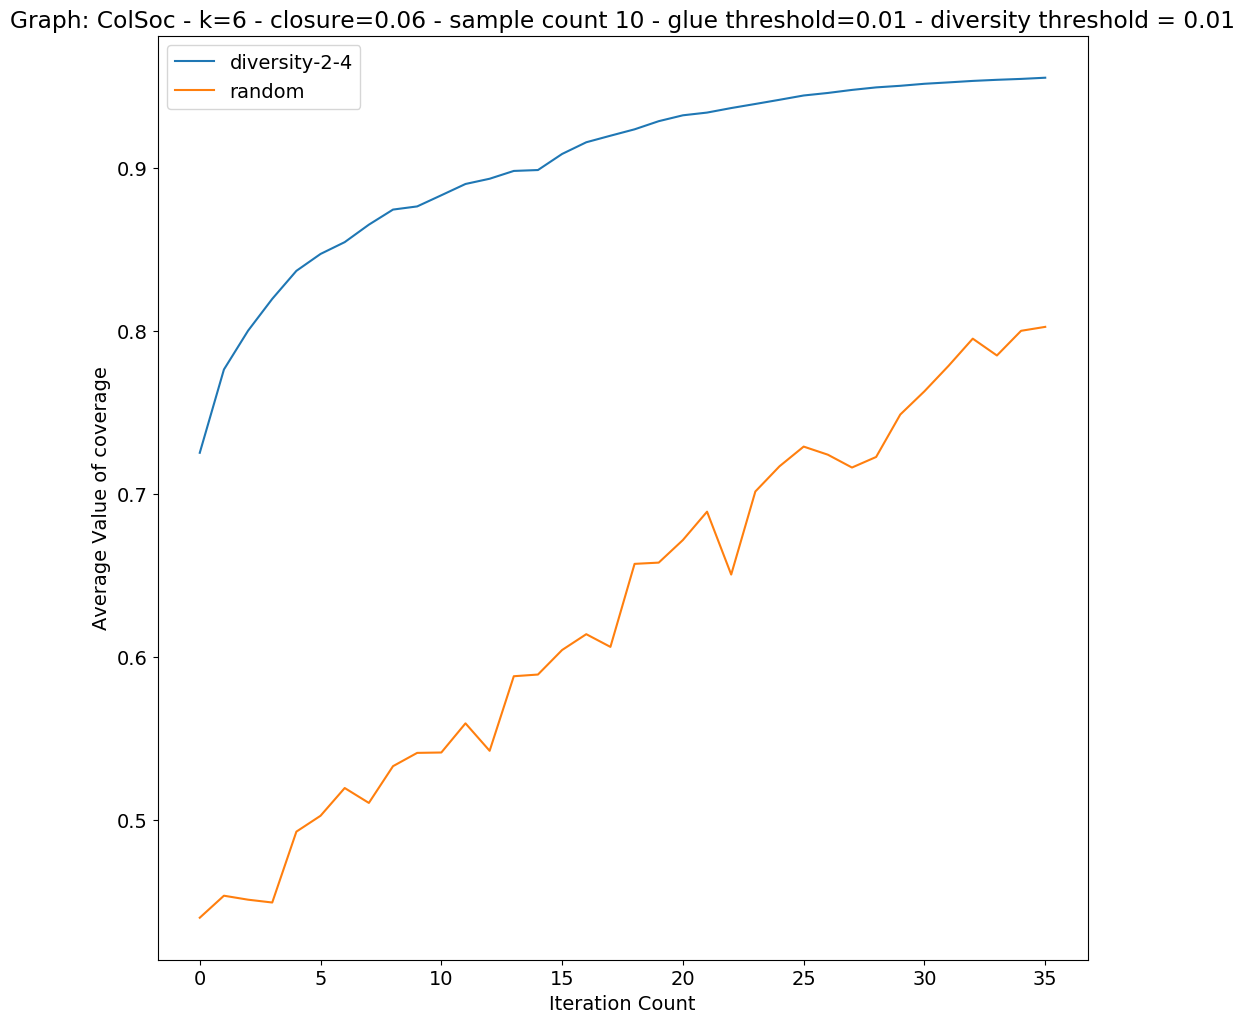 Graph: ColSoc - k=6 - closure=0.06 - sample count 10 - glue threshold=0.01 - diversity threshold = 0.01
diversity-2-4
random
Average Value of coverage
0.9
0.8
0.7
0.6
0.5
0 5 10 15 20 25 30 35
Iteration Count